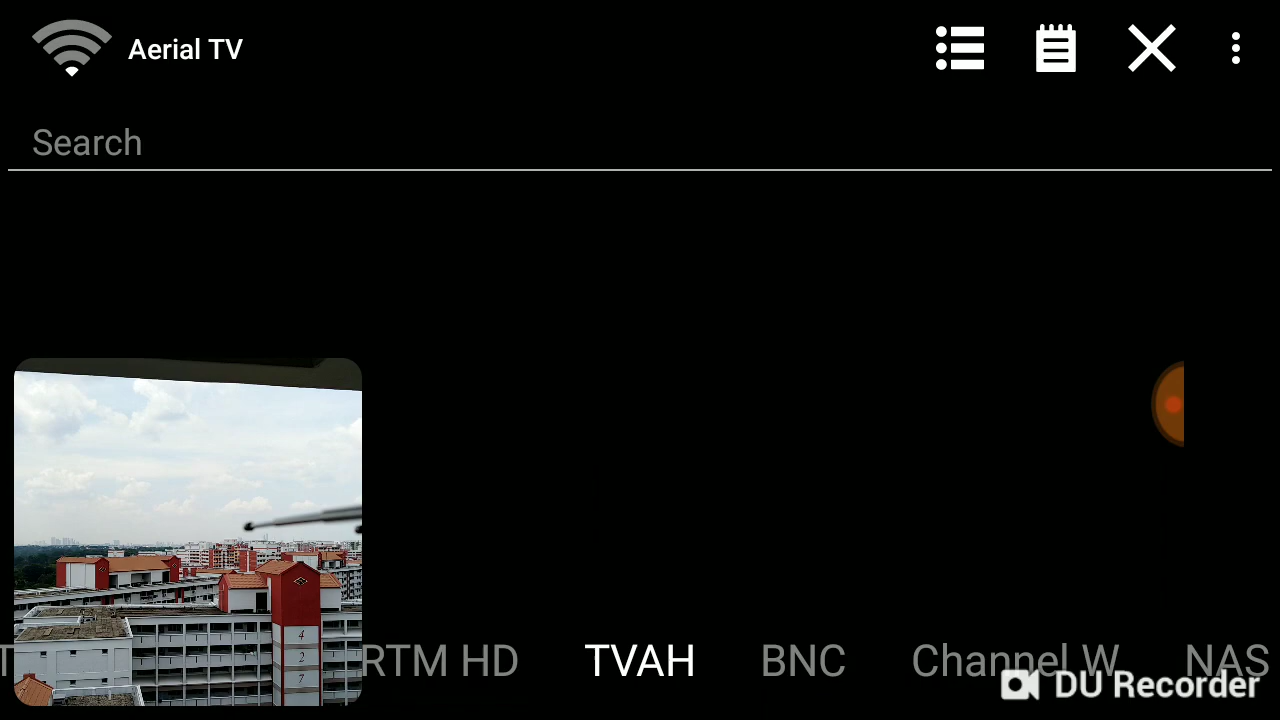 Aerial TV
Search
4
2
7
T RTM HD TVAH BNC Channel W NAS
DU Recorder